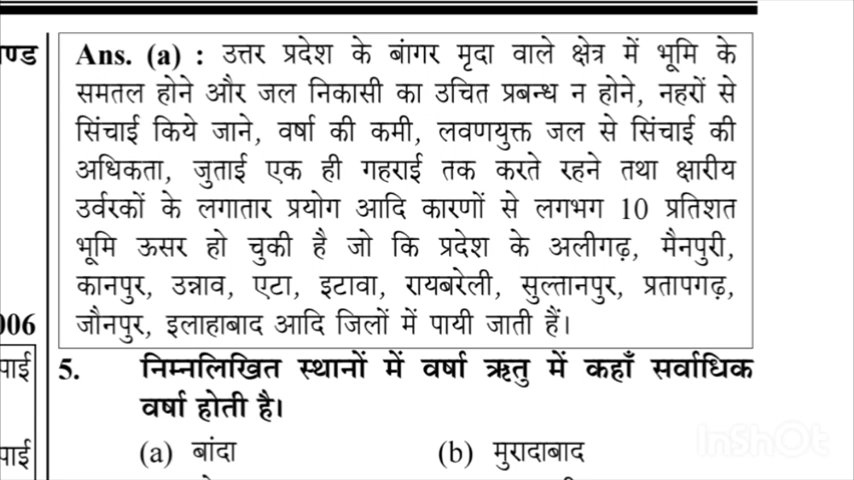 ण्ड
Ans. (a) : उत्तर प्रदेश के बांगर मृदा वाले क्षेत्र में भूमि के
समतल होने और जल निकासी का उचित प्रबन्ध न होने, नहरों से
सिंचाई किये जाने, वर्षा की कमी, लवणयुक्त जल से सिंचाई की
अधिकता, जुताई एक ही गहराई तक करते रहने तथा क्षारीय
उर्वरकों के लगातार प्रयोग आदि कारणों से लगभग 10 प्रतिशत
भूमि ऊसर हो चुकी है जो कि प्रदेश के अलीगढ़, मैनपुरी,
कानपुर, उन्नाव, एटा, इटावा, रायबरेली, सुल्तानपुर, प्रतापगढ़,
जौनपुर, इलाहाबाद आदि जिलों में पायी जाती हैं।
006
पाई
पाई
5. निम्नलिखित स्थानों में वर्षा ऋतु में कहाँ सर्वाधिक
वर्षा होती है।
(a) बांदा (b) मुरादाबाद
InShOt